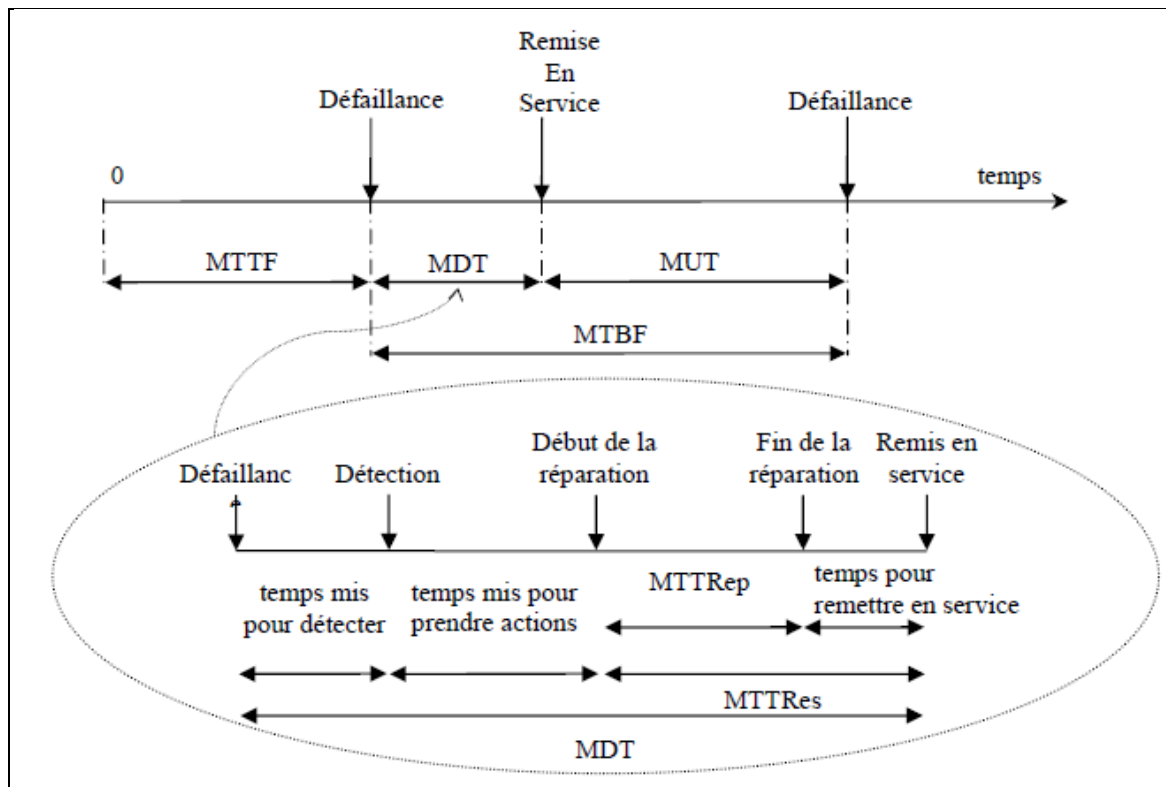 Remise
En
Service
Défaillance
Défaillance
0
temps
MTTF
MDT
MUT
MTBF
Début de la
réparation
Fin de la
réparation
Remis en
service
Défaillanc
Détection
temps mis
pour détecter
temps mis pour
prendre actions
MTTRep
temps pour
remettre en service
MTTRes
MDT